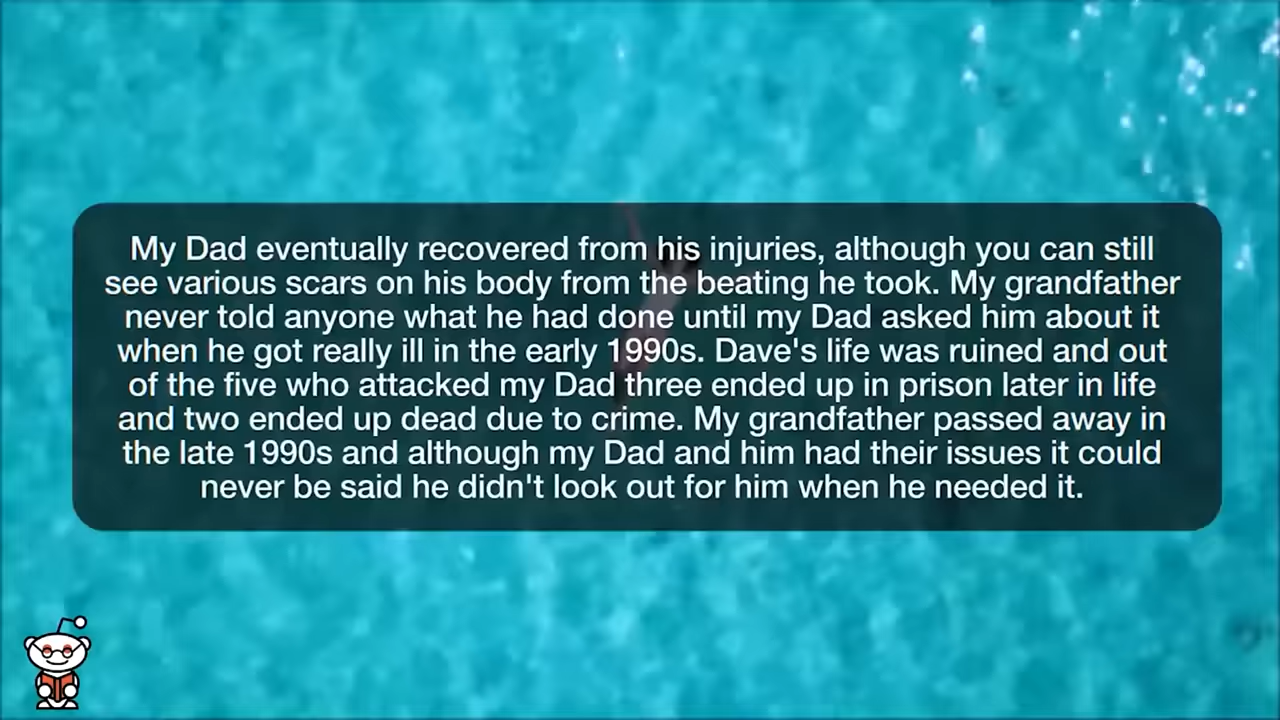 My Dad eventually recovered from his injuries, although you can still
see various scars on his body from the beating he took. My grandfather
never told anyone what he had done until my Dad asked him about it
when he got really ill in the early 1990s. Dave's life was ruined and out
of the five who attacked my Dad three ended up in prison later in life
and two ended up dead due to crime. My grandfather passed away in
the late 1990s and although my Dad and him had their issues it could
never be said he didn't look out for him when he needed it.